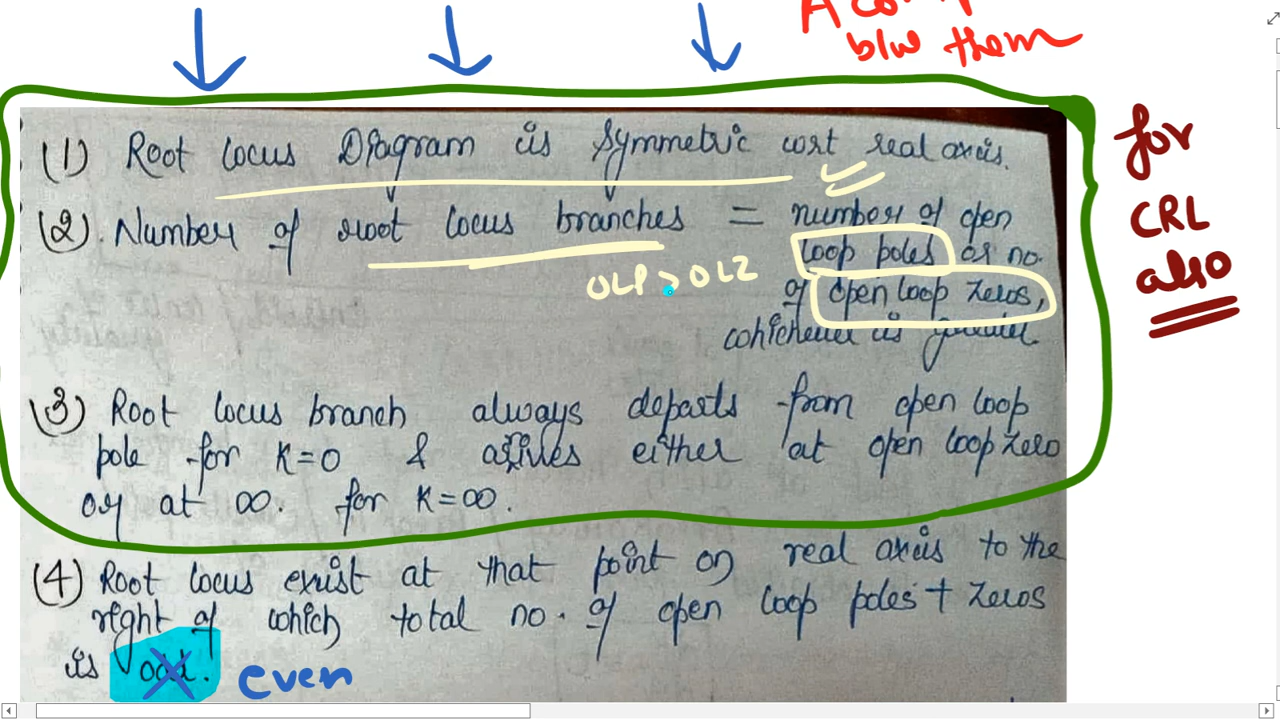 b/w them
(1) Root locus Diagram is symmetric wrt real axis.
(2). Number of root locus branches = number of open
loop poles or no.
OLP > OLZ
of open loop zeros,
whichever is greater.
(3) Root locus branch always departs from open loop
pole for K=0 & arrives either at open loop zero
or at ∞. for K=∞.
(4) Root locus exist at that point on real axis to the
right of which total no. of open loop poles + zeros
is odd. even
for
CRL
also